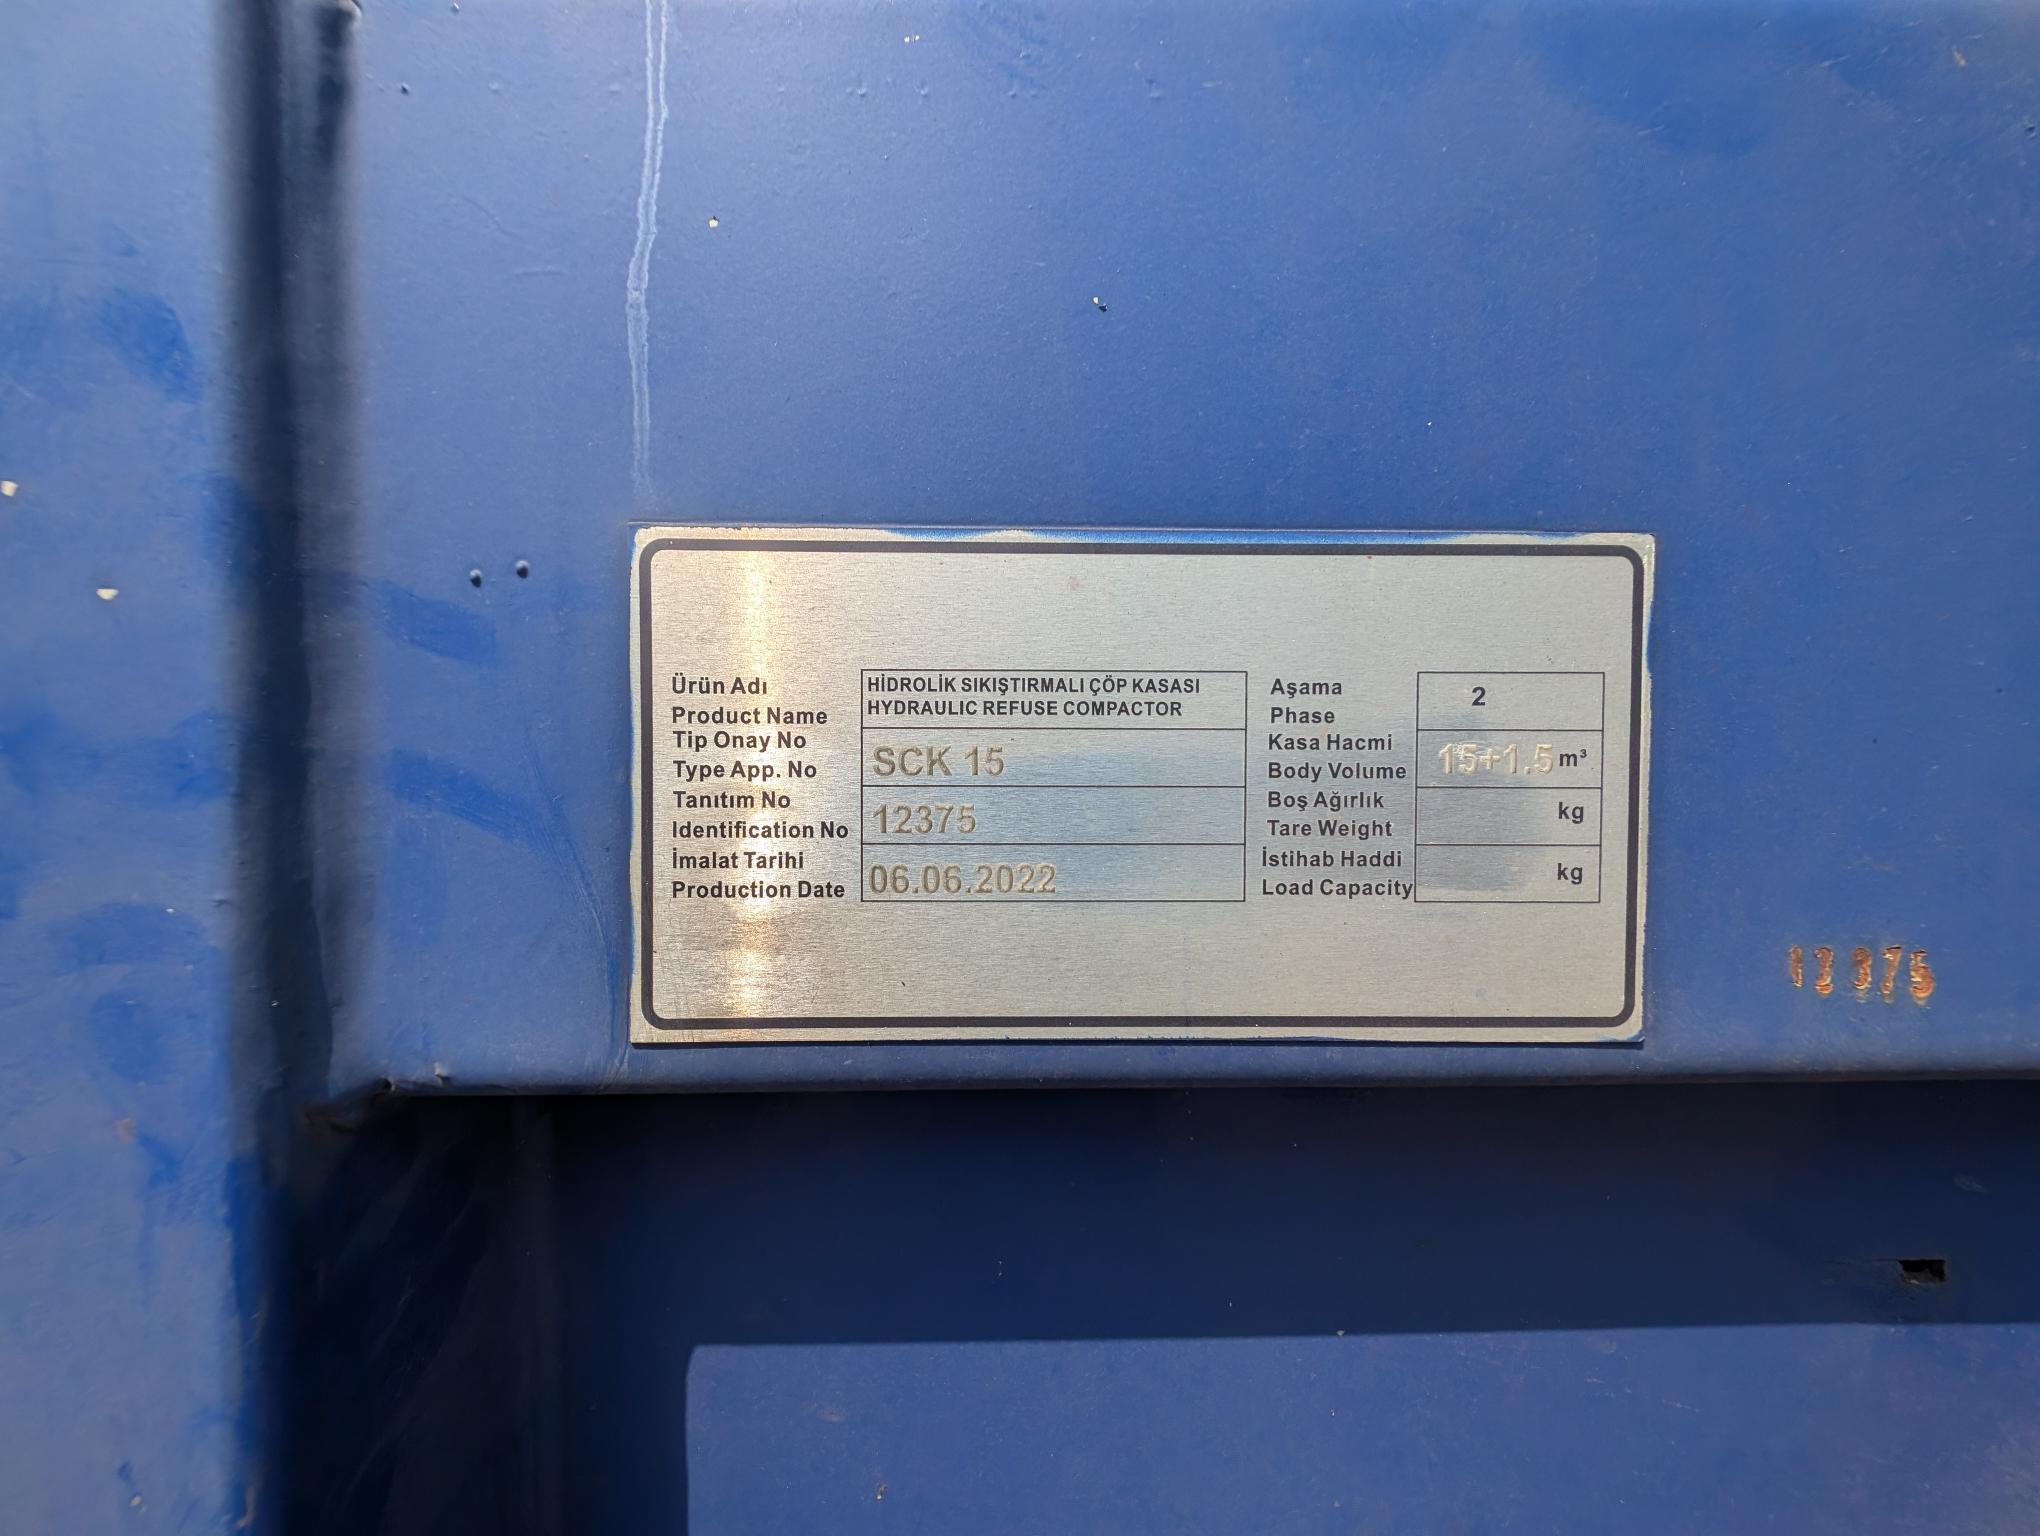 Ürün Adı
Product Name
HİDROLİK SIKIŞTIRMALI ÇÖP KASASI
HYDRAULIC REFUSE COMPACTOR
Tip Onay No
Type App. No
SCK 15
Tanıtım No
Identification No
12375
İmalat Tarihi
Production Date
06.06.2022
Aşama
Phase
2
Kasa Hacmi
Body Volume
15+1.5 m³
Boş Ağırlık
Tare Weight
kg
İstihab Haddi
Load Capacity
kg
12375